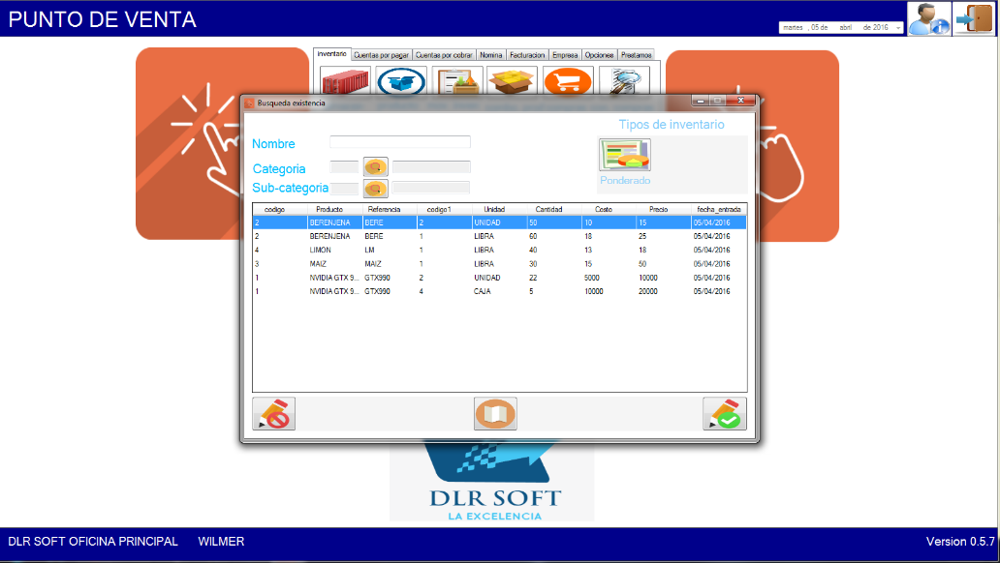 PUNTO DE VENTA
martes , 05 de abril de 2016
Inventario Cuentas por pagar Cuentas por cobrar Nomina Facturacion Empresa Opciones Prestamos
Busqueda existencia
Tipos de inventario
Nombre
Categoria
Sub-categoria
Ponderado
codigo Producto Referencia codigo1 Unidad Cantidad Costo Precio fecha_entrada
2 BERENJENA BERE 2 UNIDAD 50 10 15 05/04/2016
2 BERENJENA BERE 1 LIBRA 60 18 25 05/04/2016
4 LIMON LM 1 LIBRA 40 13 18 05/04/2016
3 MAIZ MAIZ 1 LIBRA 30 15 50 05/04/2016
1 NVIDIA GTX 9... GTX990 2 UNIDAD 22 5000 10000 05/04/2016
1 NVIDIA GTX 9... GTX990 4 CAJA 5 10000 20000 05/04/2016
DLR SOFT
LA EXCELENCIA
DLR SOFT OFICINA PRINCIPAL WILMER Version 0.5.7